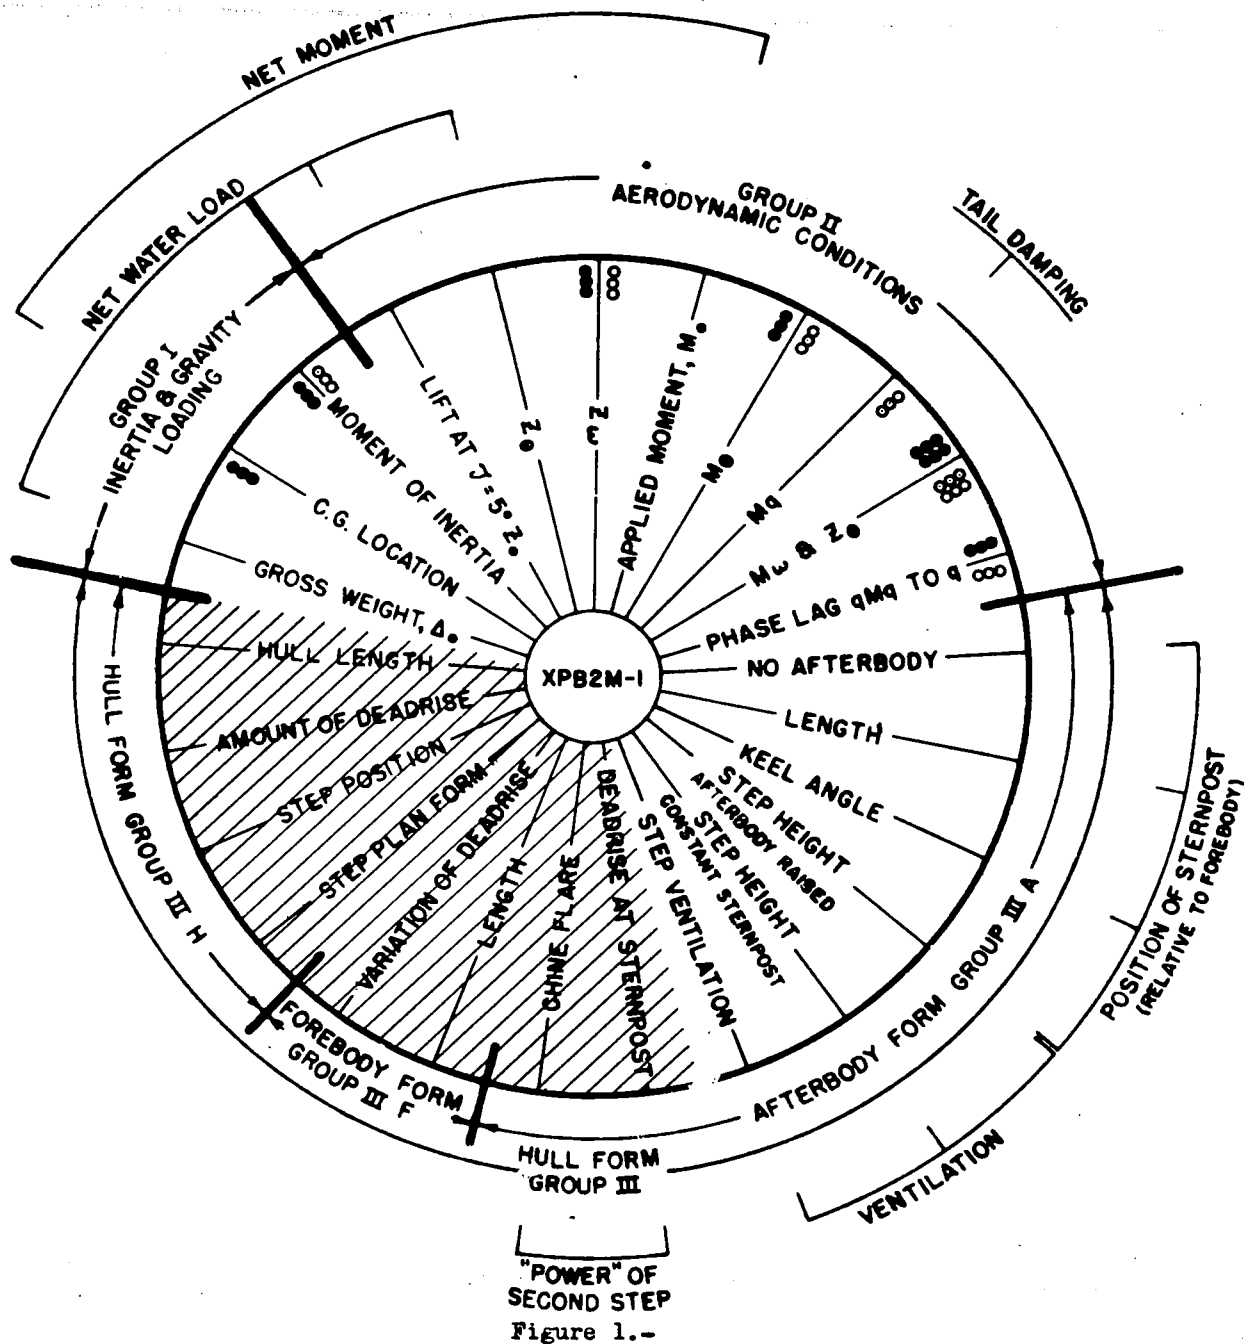 NET MOMENT
NET WATER LOAD
GROUP I
INERTIA & GRAVITY
LOADING
GROUP II
AERODYNAMIC CONDITIONS
TAIL DAMPING
GROSS WEIGHT, Δ₀
C.G. LOCATION
MOMENT OF INERTIA
LIFT AT τ = 5° Z₀
Z_θ
Z_ω
APPLIED MOMENT, M₀
M_θ
Mq
Mω & Z_θ
PHASE LAG qMq TO q
XPB2M-1
NO AFTERBODY
LENGTH
KEEL ANGLE
STEP HEIGHT
AFTERBODY RAISED
STEP HEIGHT
CONSTANT STERNPOST
STEP VENTILATION
DEADRISE AT STERNPOST
CHINE FLARE
LENGTH
VARIATION OF DEADRISE
STEP PLAN FORM
STEP POSITION
AMOUNT OF DEADRISE
HULL LENGTH
HULL FORM GROUP III H
FOREBODY FORM
GROUP III F
AFTERBODY FORM GROUP III A
HULL FORM
GROUP III
POSITION OF STERNPOST
(RELATIVE TO FOREBODY)
VENTILATION
"POWER" OF
SECOND STEP
Figure 1.-